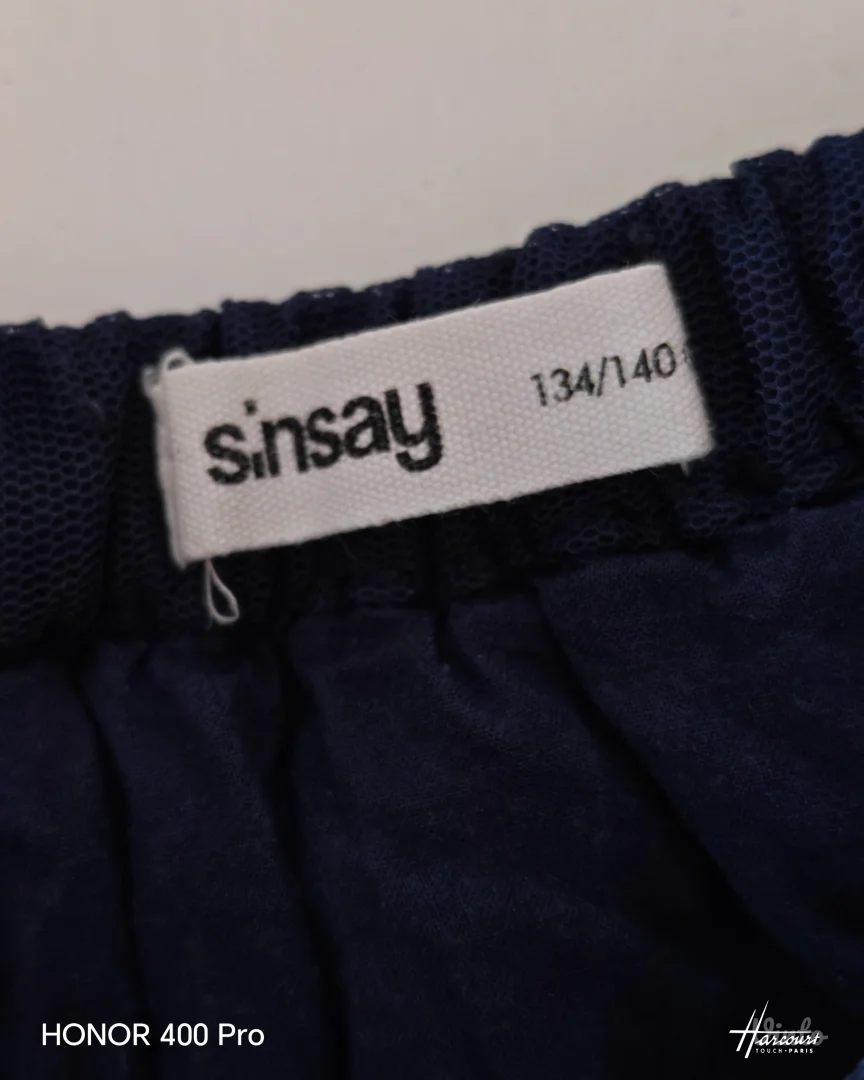 sinsay 134/140
HONOR 400 Pro
Harcourt
TOUCH · PARIS